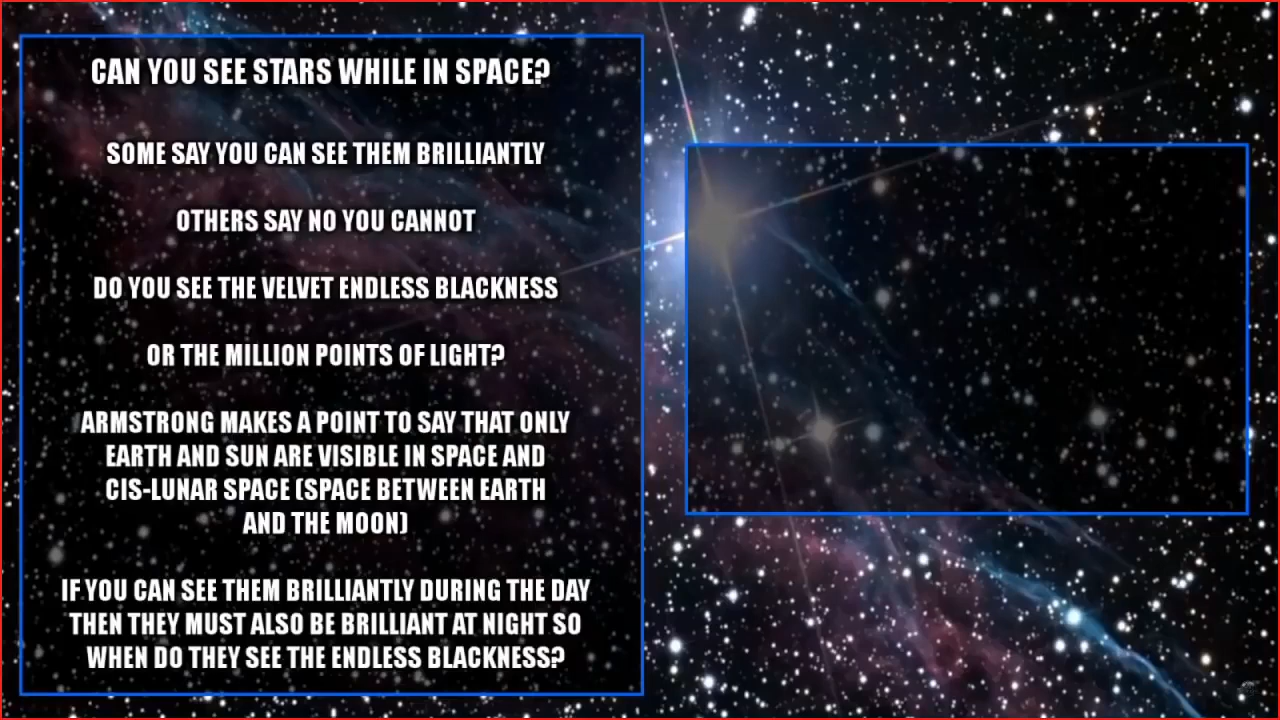 CAN YOU SEE STARS WHILE IN SPACE?
SOME SAY YOU CAN SEE THEM BRILLIANTLY
OTHERS SAY NO YOU CANNOT
DO YOU SEE THE VELVET ENDLESS BLACKNESS
OR THE MILLION POINTS OF LIGHT?
ARMSTRONG MAKES A POINT TO SAY THAT ONLY
EARTH AND SUN ARE VISIBLE IN SPACE AND
CIS-LUNAR SPACE (SPACE BETWEEN EARTH
AND THE MOON)
IF YOU CAN SEE THEM BRILLIANTLY DURING THE DAY
THEN THEY MUST ALSO BE BRILLIANT AT NIGHT SO
WHEN DO THEY SEE THE ENDLESS BLACKNESS?